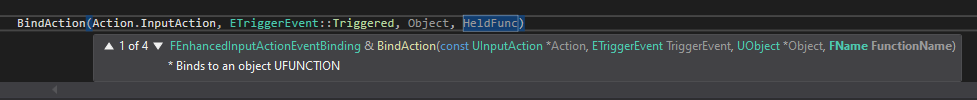 BindAction(Action.InputAction, ETriggerEvent::Triggered, Object, HeldFunc)
▲ 1 of 4 ▼ FEnhancedInputActionEventBinding & BindAction(const UInputAction *Action, ETriggerEvent TriggerEvent, UObject *Object, FName FunctionName)
* Binds to an object UFUNCTION